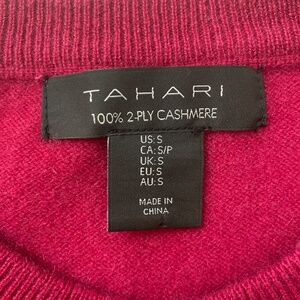 TAHARI
100% 2-PLY CASHMERE
US: S
CA: S/P
UK: S
EU: S
AU: S
MADE IN
CHINA